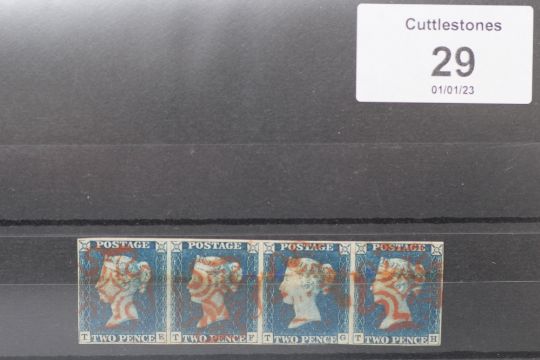 Cuttlestones
29
01/01/23
POSTAGE POSTAGE POSTAGE POSTAGE
T E T F T G T H
TWO PENCE TWO PENCE TWO PENCE TWO PENCE